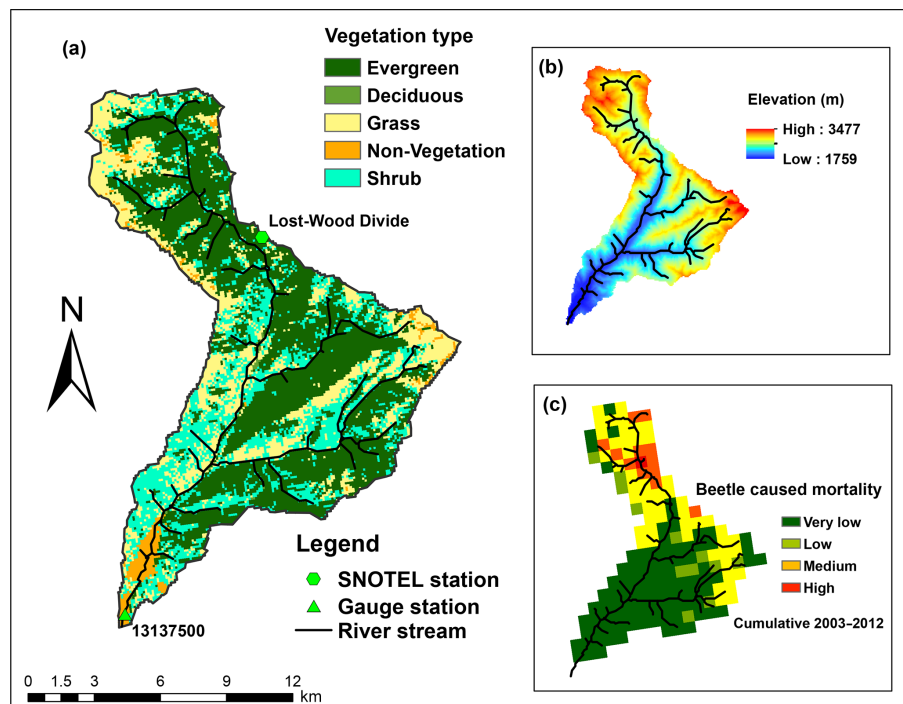 (a)
Vegetation type
Evergreen
Deciduous
Grass
Non-Vegetation
Shrub
Lost-Wood Divide
N
13137500
Legend
SNOTEL station
Gauge station
River stream
0 1.5 3 6 9 12
km
(b)
Elevation (m)
High : 3477
Low : 1759
(c)
Beetle caused mortality
Very low
Low
Medium
High
Cumulative 2003–2012